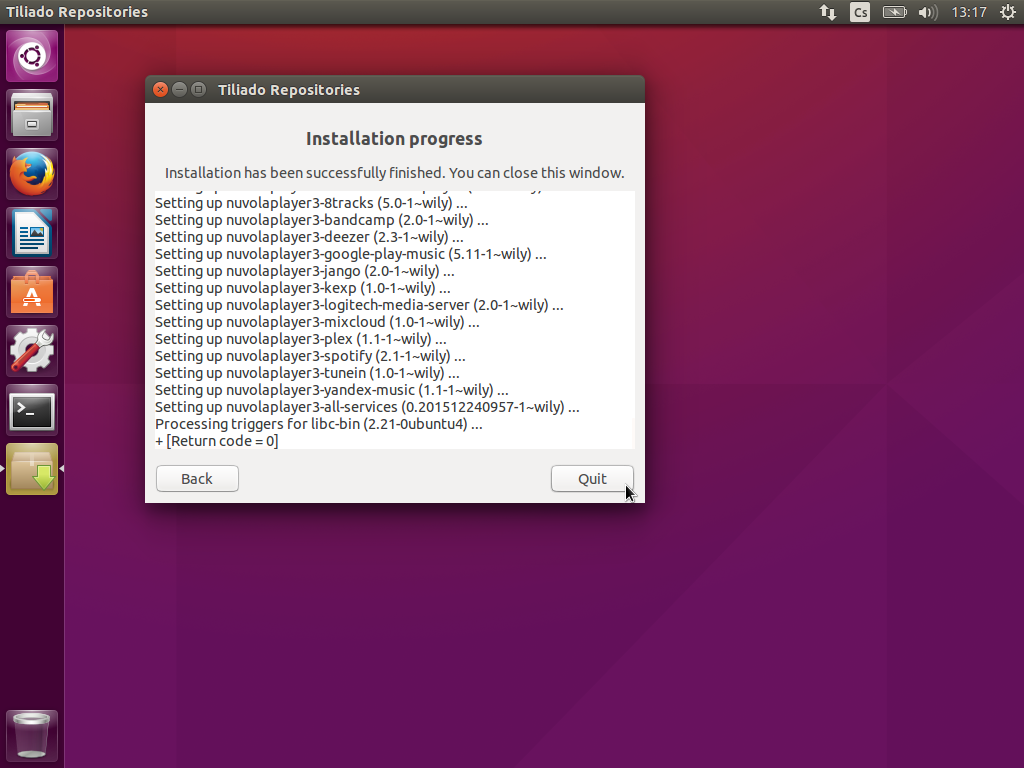 Tiliado Repositories
Cs
13:17
Tiliado Repositories
Installation progress
Installation has been successfully finished. You can close this window.
Setting up nuvolaplayer3-8tracks (5.0-1~wily) ...
Setting up nuvolaplayer3-bandcamp (2.0-1~wily) ...
Setting up nuvolaplayer3-deezer (2.3-1~wily) ...
Setting up nuvolaplayer3-google-play-music (5.11-1~wily) ...
Setting up nuvolaplayer3-jango (2.0-1~wily) ...
Setting up nuvolaplayer3-kexp (1.0-1~wily) ...
Setting up nuvolaplayer3-logitech-media-server (2.0-1~wily) ...
Setting up nuvolaplayer3-mixcloud (1.0-1~wily) ...
Setting up nuvolaplayer3-plex (1.1-1~wily) ...
Setting up nuvolaplayer3-spotify (2.1-1~wily) ...
Setting up nuvolaplayer3-tunein (1.0-1~wily) ...
Setting up nuvolaplayer3-yandex-music (1.1-1~wily) ...
Setting up nuvolaplayer3-all-services (0.201512240957-1~wily) ...
Processing triggers for libc-bin (2.21-0ubuntu4) ...
+ [Return code = 0]
Back
Quit